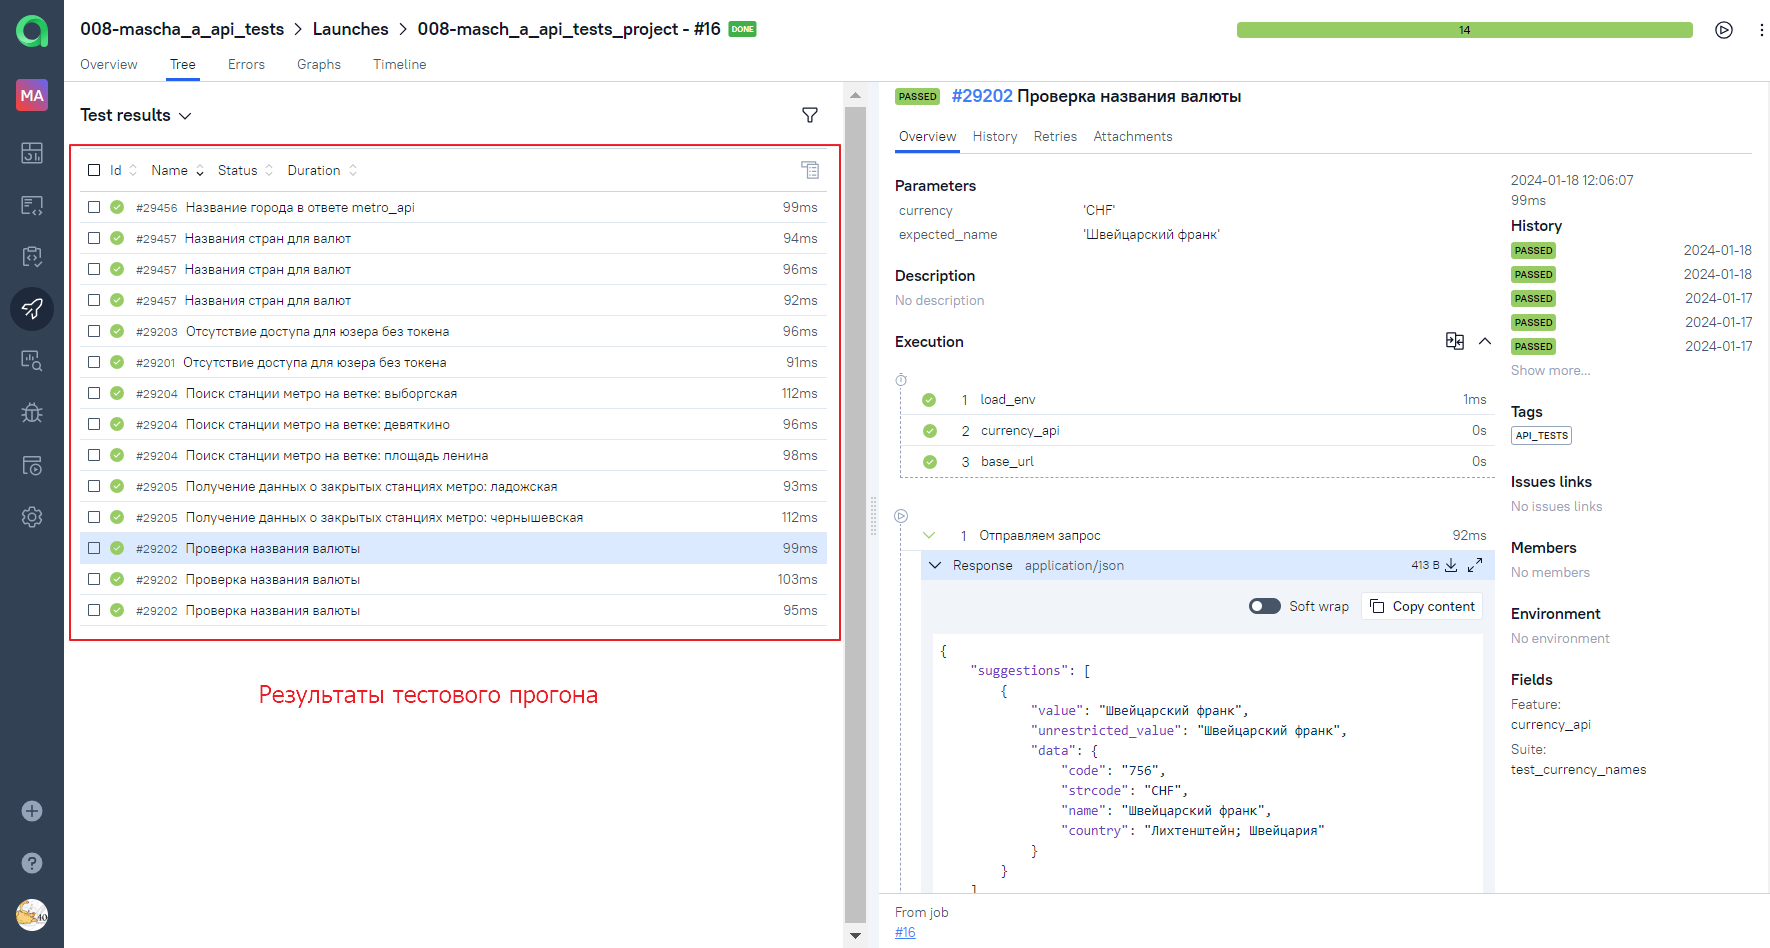 008-mascha_a_api_tests > Launches > 008-masch_a_api_tests_project - #16 DONE
14
Overview Tree Errors Graphs Timeline
MA
Test results
Id Name Status Duration
#29456 Название города в ответе metro_api 99ms
#29457 Названия стран для валют 94ms
#29457 Названия стран для валют 96ms
#29457 Названия стран для валют 92ms
#29203 Отсутствие доступа для юзера без токена 96ms
#29201 Отсутствие доступа для юзера без токена 91ms
#29204 Поиск станции метро на ветке: выборгская 112ms
#29204 Поиск станции метро на ветке: девяткино 96ms
#29204 Поиск станции метро на ветке: площадь ленина 98ms
#29205 Получение данных о закрытых станциях метро: ладожская 93ms
#29205 Получение данных о закрытых станциях метро: чернышевская 112ms
#29202 Проверка названия валюты 99ms
#29202 Проверка названия валюты 103ms
#29202 Проверка названия валюты 95ms
Результаты тестового прогона
PASSED #29202 Проверка названия валюты
Overview History Retries Attachments
Parameters
currency 'CHF'
expected_name 'Швейцарский франк'
Description
No description
Execution
1 load_env 1ms
2 currency_api 0s
3 base_url 0s
1 Отправляем запрос 92ms
Response application/json 413 B
Soft wrap Copy content
{
"suggestions": [
{
"value": "Швейцарский франк",
"unrestricted_value": "Швейцарский франк",
"data": {
"code": "756",
"strcode": "CHF",
"name": "Швейцарский франк",
"country": "Лихтенштейн; Швейцария"
}
}
]
From job
#16
2024-01-18 12:06:07
99ms
History
PASSED 2024-01-18
PASSED 2024-01-18
PASSED 2024-01-17
PASSED 2024-01-17
PASSED 2024-01-17
Show more...
Tags
API_TESTS
Issues links
No issues links
Members
No members
Environment
No environment
Fields
Feature:
currency_api
Suite:
test_currency_names
40